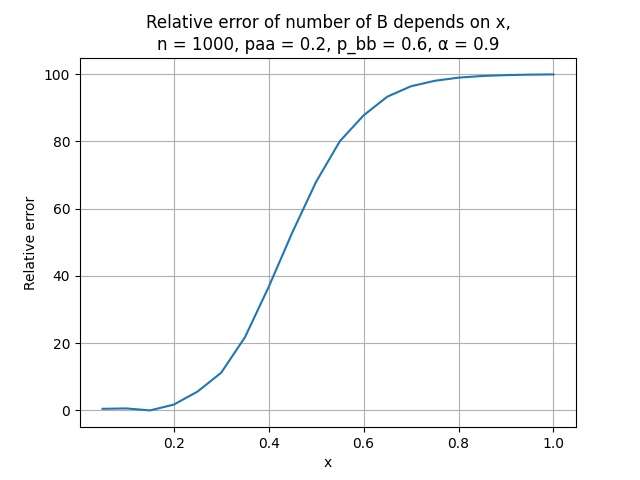 Relative error of number of B depends on x,
n = 1000, paa = 0.2, p_bb = 0.6, α = 0.9
100
80
60
40
20
0
Relative error
0.2 0.4 0.6 0.8 1.0
x